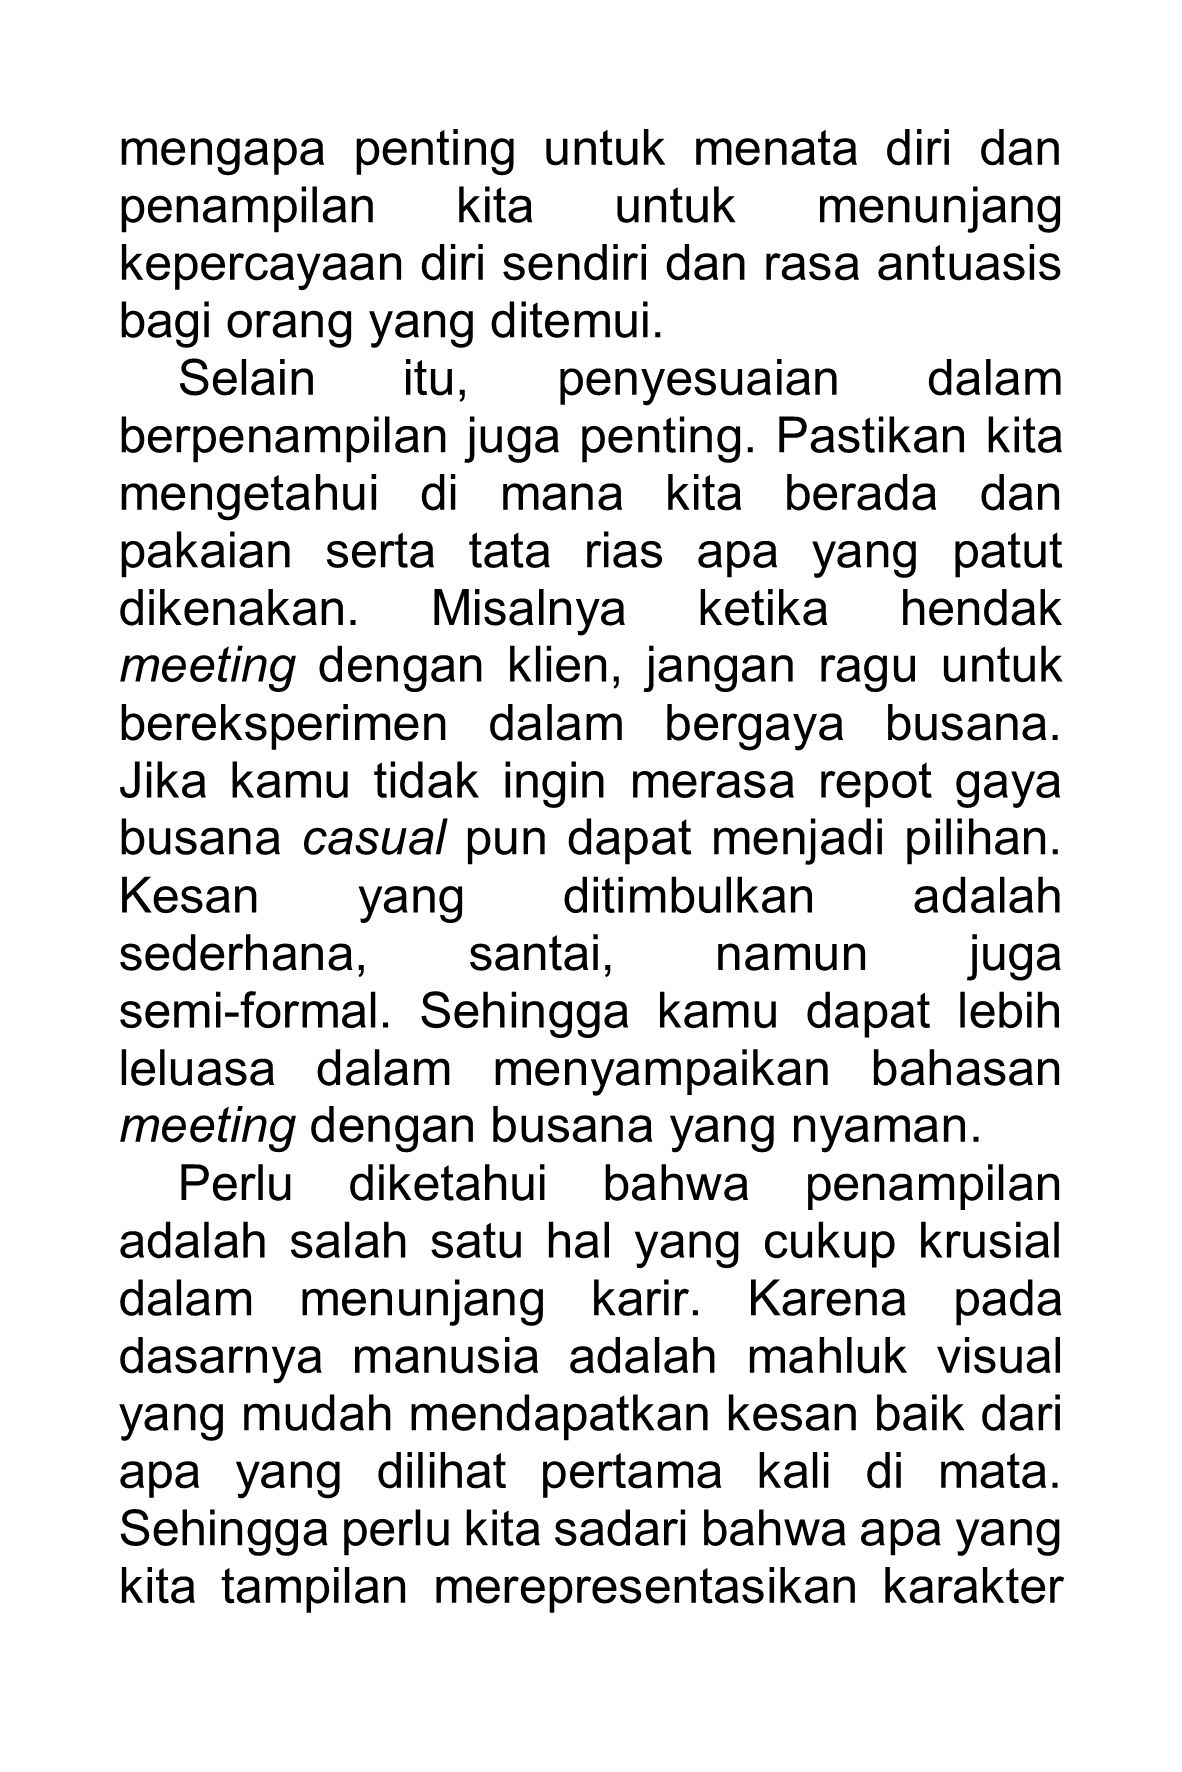 mengapa penting untuk menata diri dan
penampilan kita untuk menunjang
kepercayaan diri sendiri dan rasa antuasis
bagi orang yang ditemui.
Selain itu, penyesuaian dalam
berpenampilan juga penting. Pastikan kita
mengetahui di mana kita berada dan
pakaian serta tata rias apa yang patut
dikenakan. Misalnya ketika hendak
meeting dengan klien, jangan ragu untuk
bereksperimen dalam bergaya busana.
Jika kamu tidak ingin merasa repot gaya
busana casual pun dapat menjadi pilihan.
Kesan yang ditimbulkan adalah
sederhana, santai, namun juga
semi-formal. Sehingga kamu dapat lebih
leluasa dalam menyampaikan bahasan
meeting dengan busana yang nyaman.
Perlu diketahui bahwa penampilan
adalah salah satu hal yang cukup krusial
dalam menunjang karir. Karena pada
dasarnya manusia adalah mahluk visual
yang mudah mendapatkan kesan baik dari
apa yang dilihat pertama kali di mata.
Sehingga perlu kita sadari bahwa apa yang
kita tampilan merepresentasikan karakter